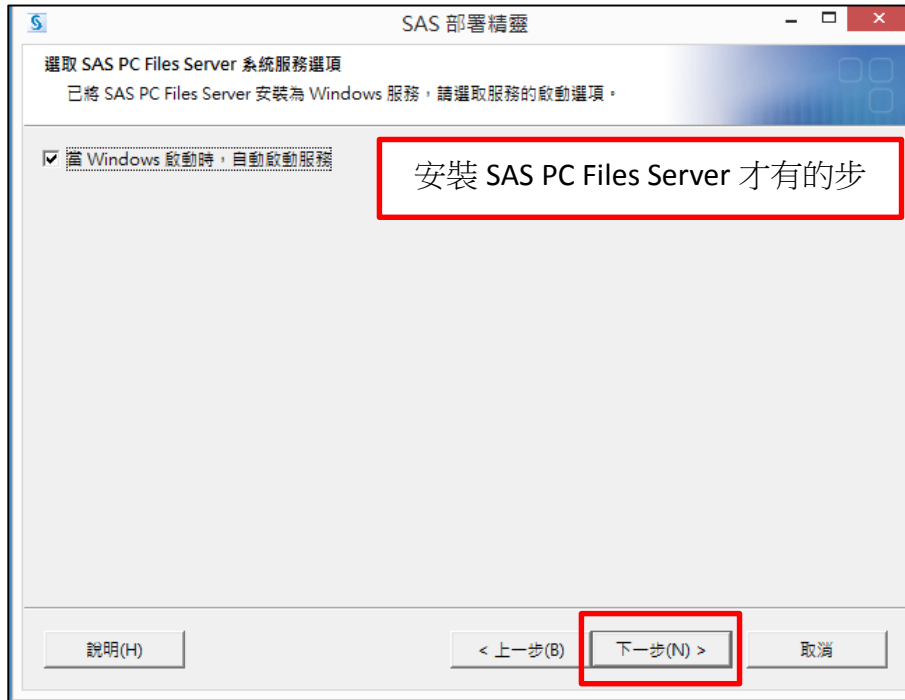 SAS 部署精靈
選取 SAS PC Files Server 系統服務選項
已將 SAS PC Files Server 安裝為 Windows 服務，請選取服務的啟動選項。
當 Windows 啟動時，自動啟動服務
安裝 SAS PC Files Server 才有的步
說明(H)
< 上一步(B)
下一步(N) >
取消